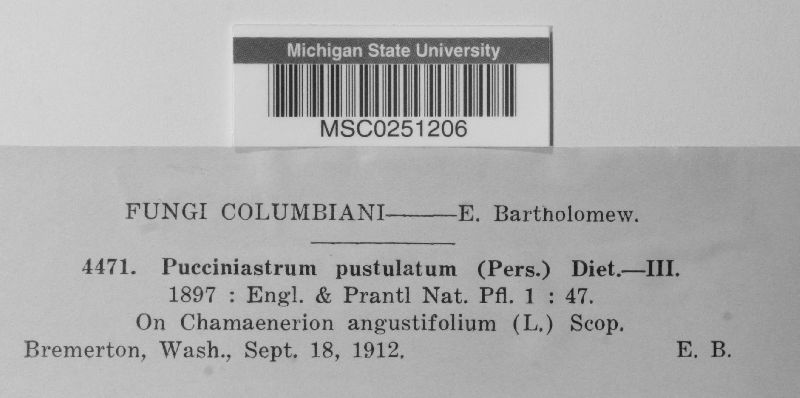 Michigan State University
MSC0251206
FUNGI COLUMBIANI——E. Bartholomew.
4471. Pucciniastrum pustulatum (Pers.) Diet.—III.
1897 : Engl. & Prantl Nat. Pfl. 1 : 47.
On Chamaenerion angustifolium (L.) Scop.
Bremerton, Wash., Sept. 18, 1912. E. B.